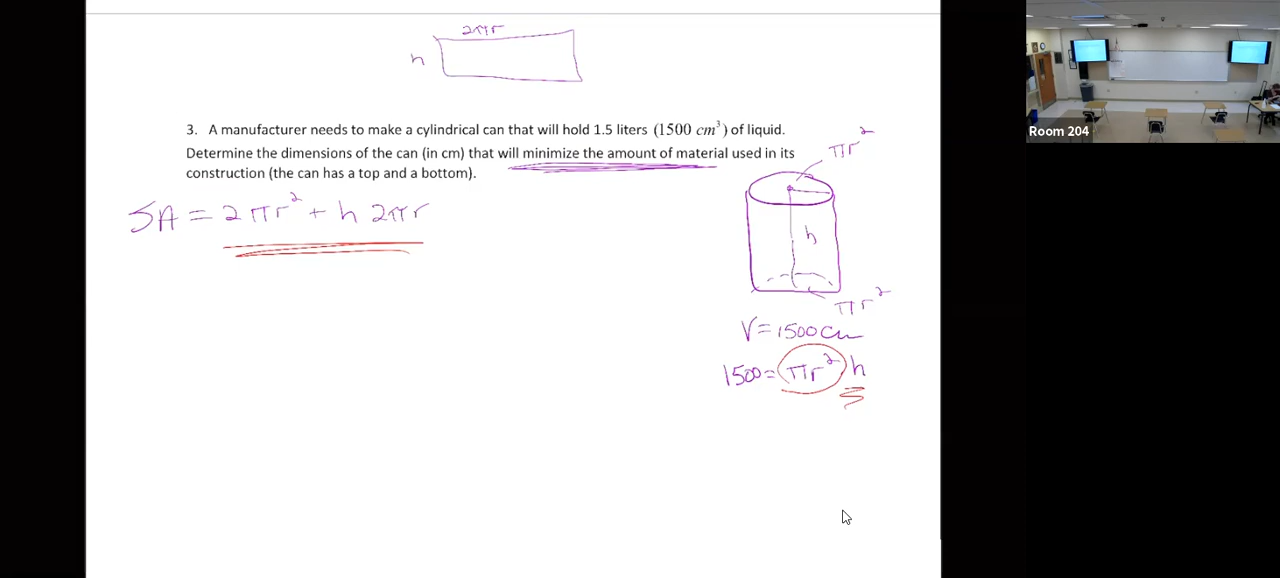 2πr
h
3. A manufacturer needs to make a cylindrical can that will hold 1.5 liters (1500 cm³) of liquid.
Determine the dimensions of the can (in cm) that will minimize the amount of material used in its
construction (the can has a top and a bottom).
πr²
SA = 2πr² + h 2πr
h
πr²
V = 1500 cm
1500 = πr² h
Room 204